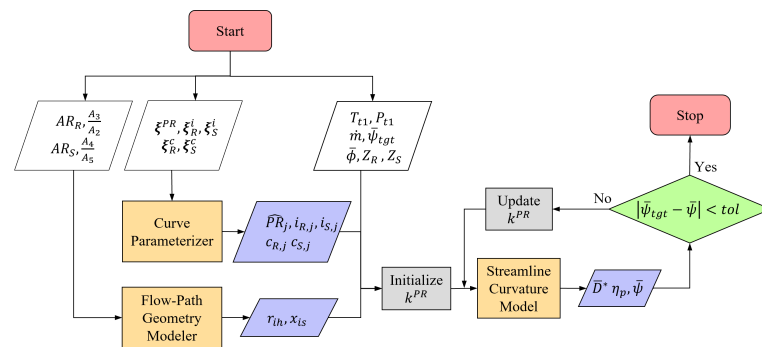 Start
AR_R, A_3/A_2
AR_S, A_4/A_5
ξ^PR, ξ_R^i, ξ_S^i
ξ_R^c, ξ_S^c
T_t1, P_t1
ṁ, ψ̄_tgt
ϕ̄, Z_R, Z_S
Stop
Yes
No
|ψ̄_tgt − ψ̄| < tol
Update
k^PR
Curve
Parameterizer
P̂R_j, i_R,j, i_S,j
c_R,j c_S,j
Initialize
k^PR
Streamline
Curvature
Model
D̄* η_p, ψ̄
Flow-Path
Geometry
Modeler
r_ih, x_is